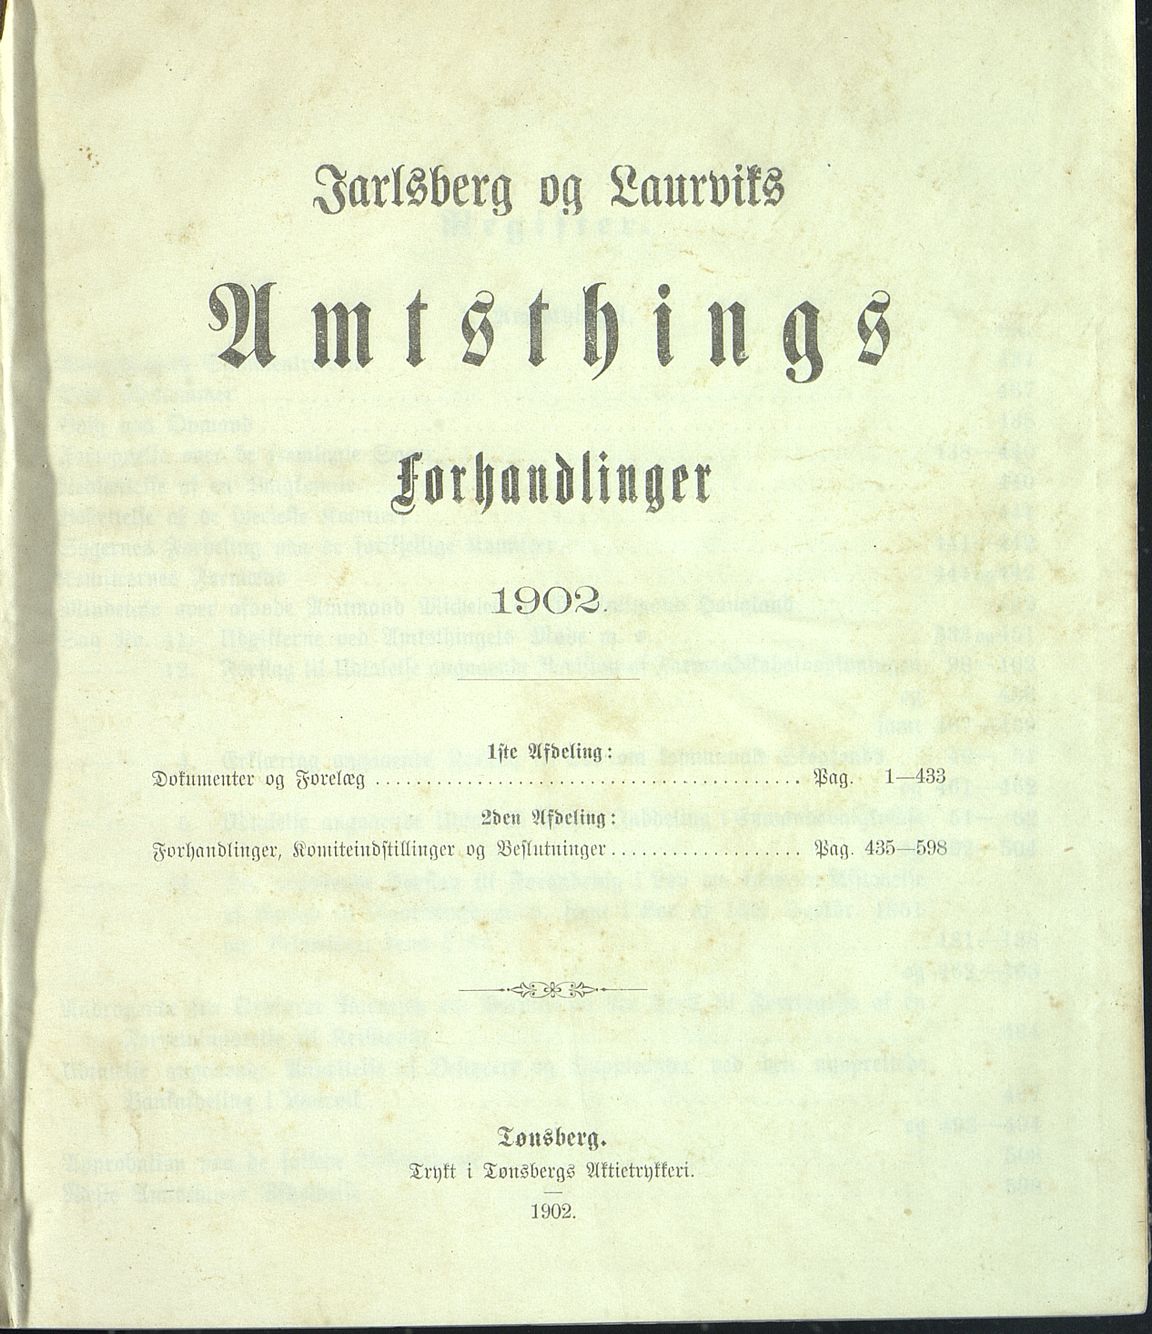 Jarlsberg og Laurviks
Amtsthings
Forhandlinger
1902.
1ste Afdeling:
Dokumenter og Forelæg ........................................ Pag. 1—433
2den Afdeling:
Forhandlinger, Komiteindstillinger og Beslutninger ................... Pag. 435—598
Tønsberg.
Trykt i Tønsbergs Aktietrykkeri.
1902.